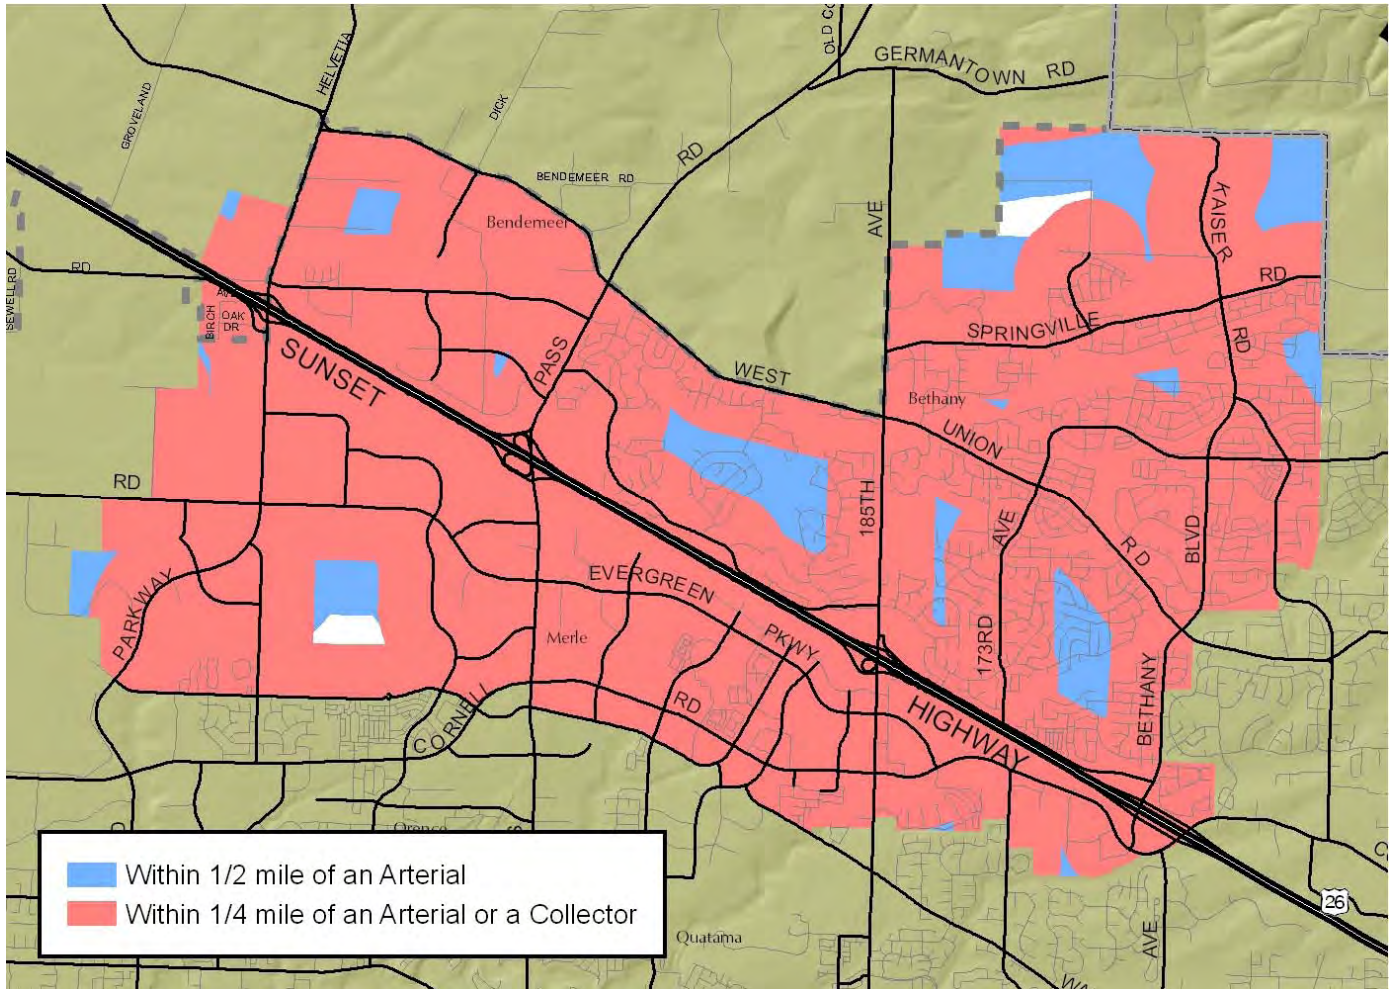 GERMANTOWN RD
OLD CO
HELVETIA
GROVELAND
DICK
RD
BENDEMEER RD
Bendemeer
AVE
KAISER
RD
SEWELL RD
RD
BIRCH
OAK
DR
SPRINGVILLE
RD
SUNSET
PASS
WEST
Bethany
UNION
RD
RD
185TH
AVE
BLVD
EVERGREEN
PKWY
PARKWAY
Merle
173RD
BETHANY
CORNELL
RD
HIGHWAY
Orenco
Within 1/2 mile of an Arterial
Within 1/4 mile of an Arterial or a Collector
26
Quatama
AVE